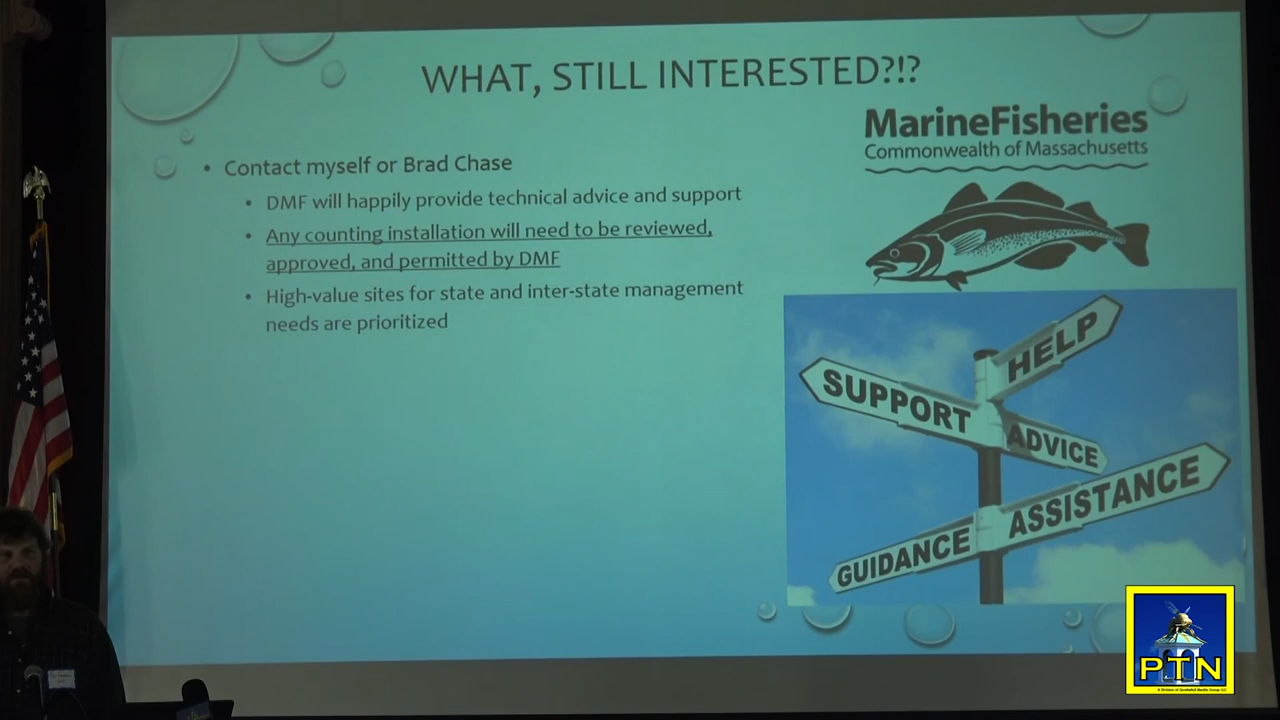 WHAT, STILL INTERESTED?!?
MarineFisheries
Commonwealth of Massachusetts
• Contact myself or Brad Chase
• DMF will happily provide technical advice and support
• Any counting installation will need to be reviewed,
approved, and permitted by DMF
• High-value sites for state and inter-state management
needs are prioritized
HELP
SUPPORT
ADVICE
ASSISTANCE
GUIDANCE
PTN